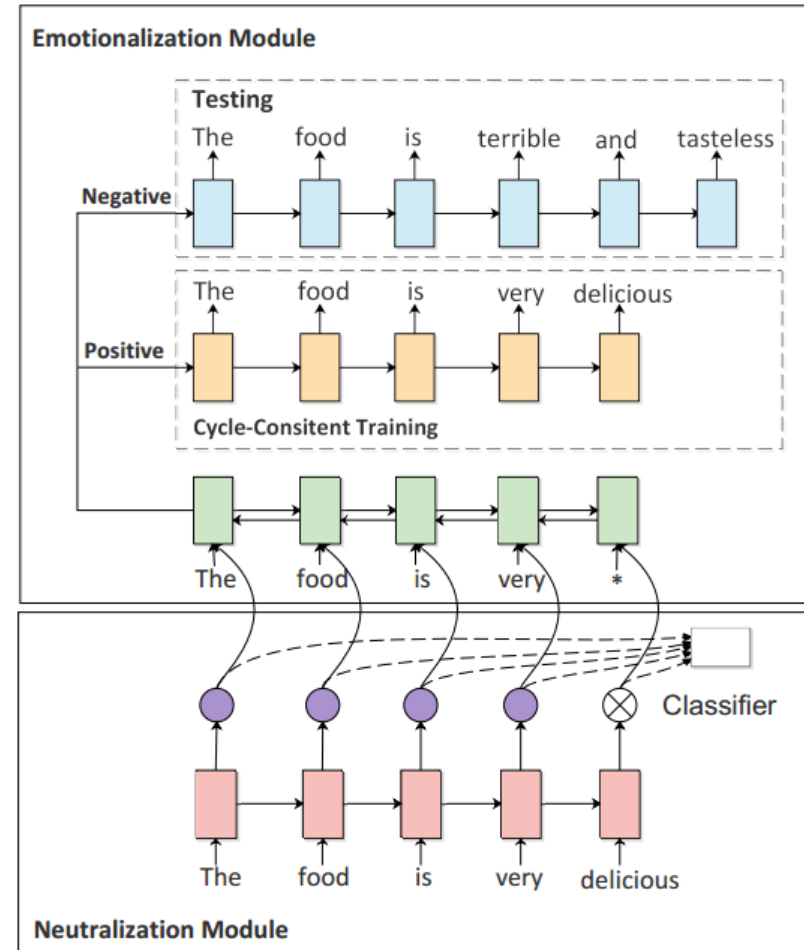 Emotionalization Module
Testing
The food is terrible and tasteless
Negative
The food is very delicious
Positive
Cycle-Consitent Training
The food is very *
Classifier
The food is very delicious
Neutralization Module